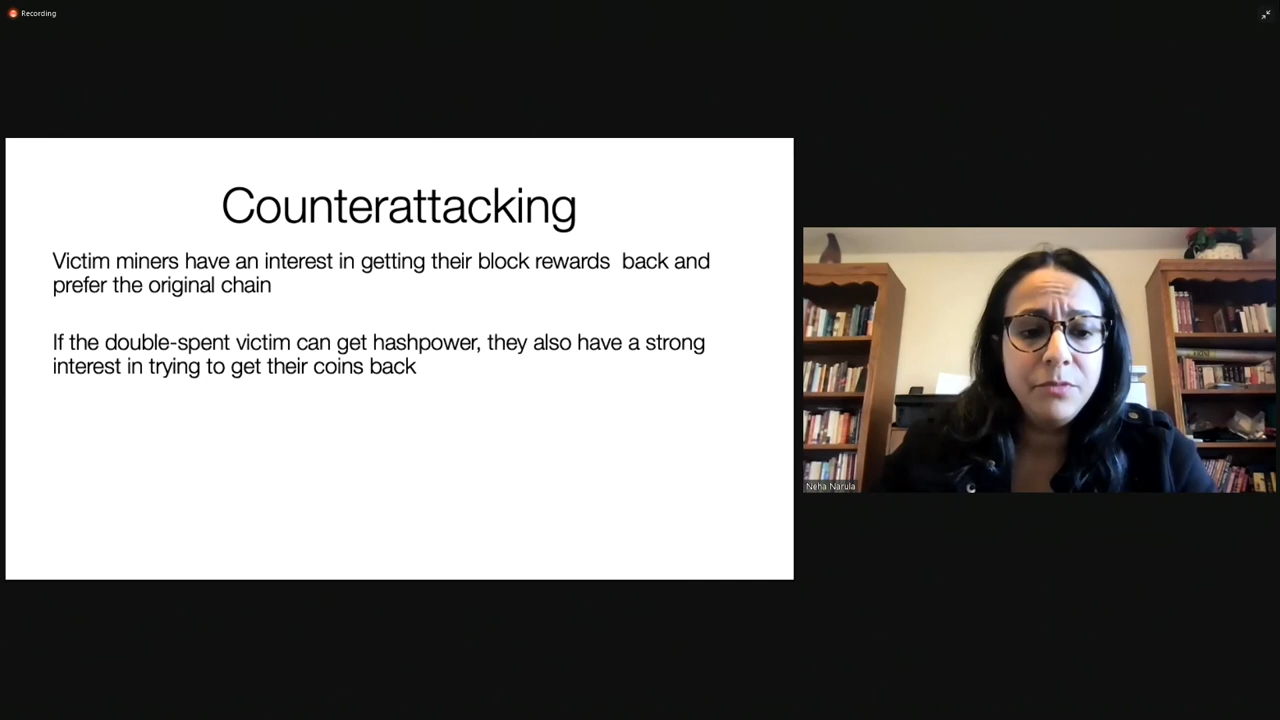 Recording
Counterattacking
Victim miners have an interest in getting their block rewards  back and
prefer the original chain
If the double-spent victim can get hashpower, they also have a strong
interest in trying to get their coins back
Neha Narula